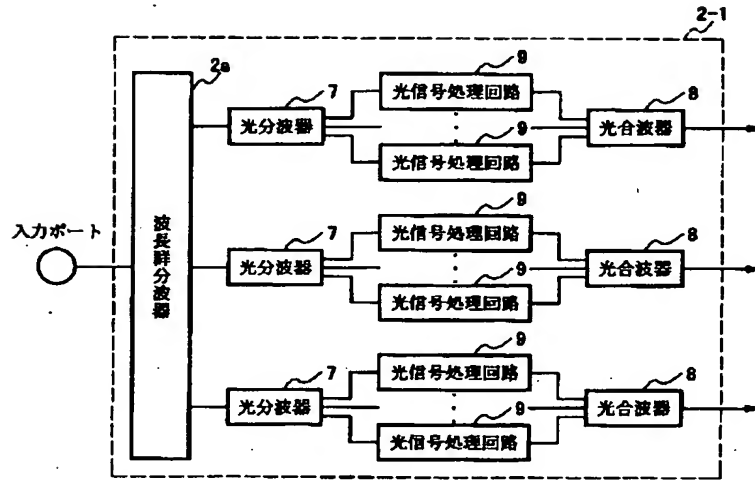 2-1
2a
9
7
光信号処理回路
8
光分波器
光合波器
9
光信号処理回路
入力ポート
波長群分波器
9
7
光信号処理回路
8
光分波器
光合波器
9
光信号処理回路
9
7
光信号処理回路
8
光分波器
光合波器
9
光信号処理回路